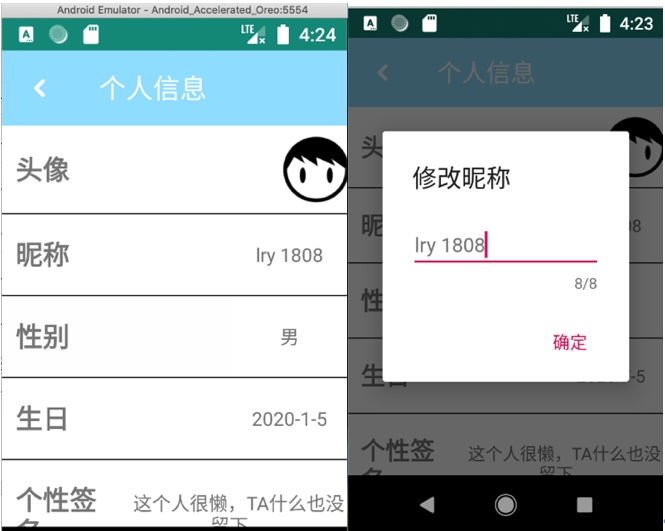 Android Emulator - Android_Accelerated_Oreo:5554
A LTE 4:24
个人信息
头像
昵称 lry 1808
性别 男
生日 2020-1-5
个性签名 这个人很懒，TA什么也没
留下
A LTE 4:23
个人信息
头
昵 08
修改昵称
lry 1808
8/8
确定
性
生日 -5
个性签名 这个人很懒，TA什么也没
留下